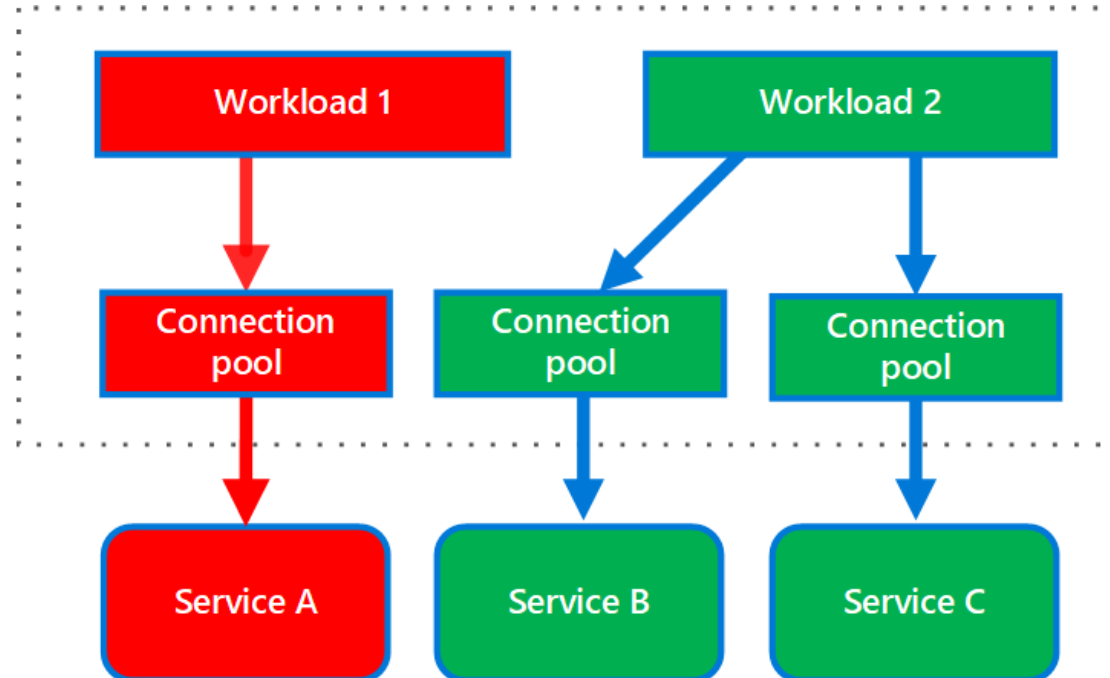 Workload 1
Workload 2
Connection
pool
Connection
pool
Connection
pool
Service A
Service B
Service C